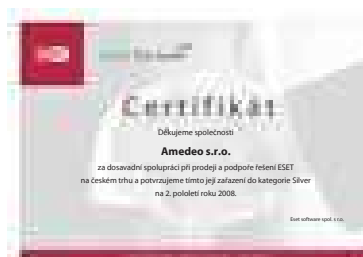 Certifikát
Děkujeme společnosti
Amedeo s.r.o.
za dosavadní spolupráci při prodeji a podpoře řešení ESET
na českém trhu a potvrzujeme tímto její zařazení do kategorie Silver
na 2. pololetí roku 2008.
Eset software spol. s r.o.